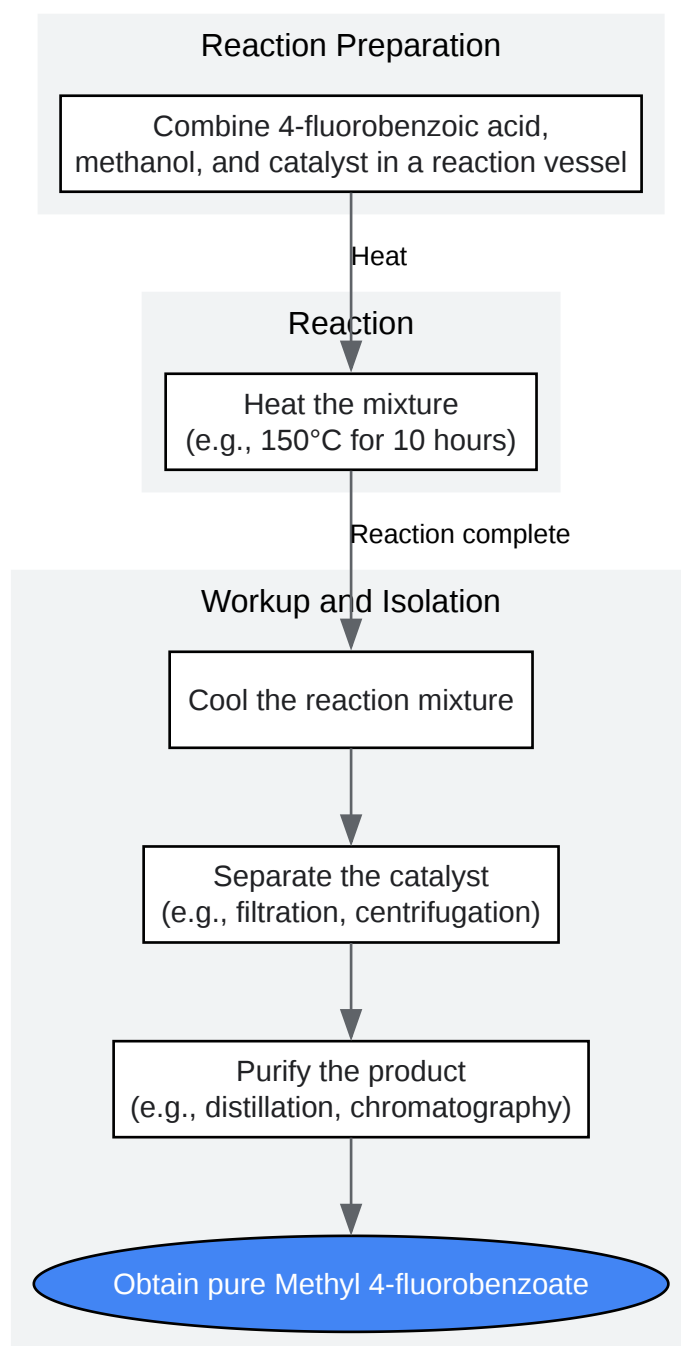 Reaction Preparation
Combine 4-fluorobenzoic acid,
methanol, and catalyst in a reaction vessel
Heat
Reaction
Heat the mixture
(e.g., 150°C for 10 hours)
Reaction complete
Workup and Isolation
Cool the reaction mixture
Separate the catalyst
(e.g., filtration, centrifugation)
Purify the product
(e.g., distillation, chromatography)
Obtain pure Methyl 4-fluorobenzoate